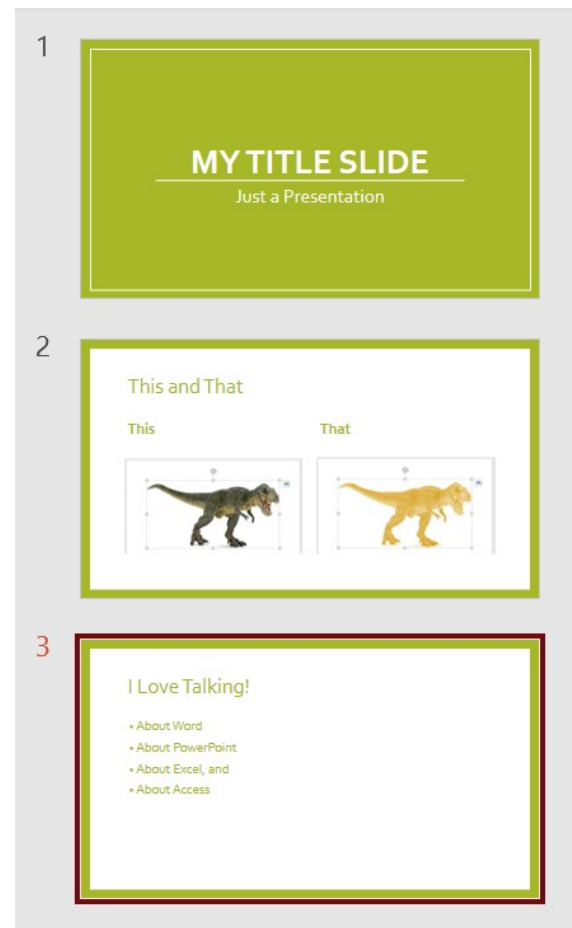 1
MY TITLE SLIDE
Just a Presentation
2
This and That
This That
3
I Love Talking!
• About Word
• About PowerPoint
• About Excel, and
• About Access